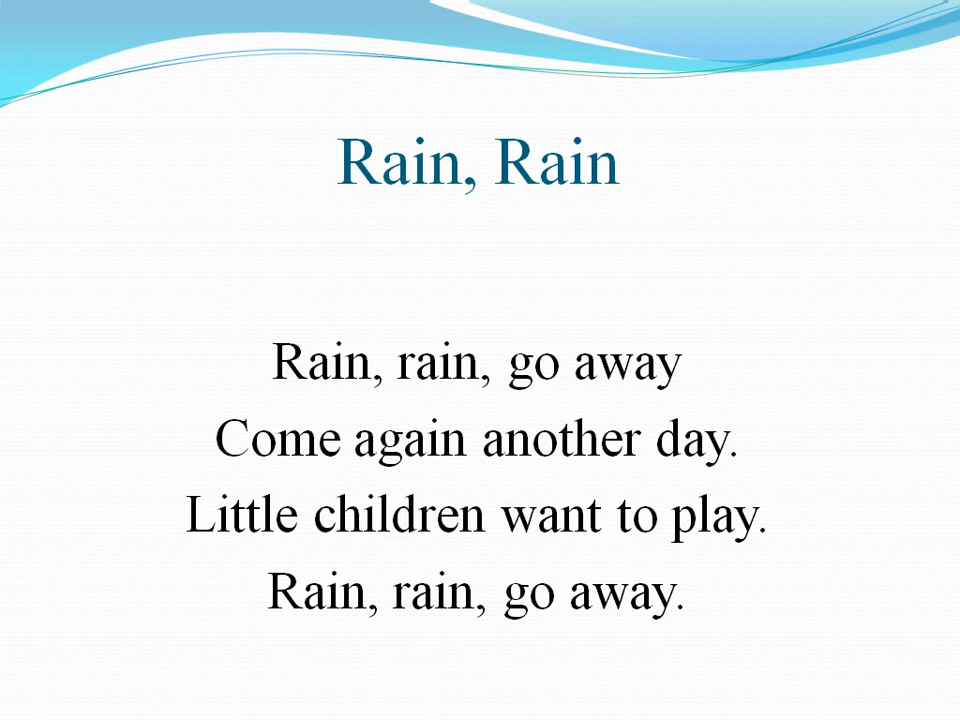 Rain, Rain
Rain, rain, go away
Come again another day.
Little children want to play.
Rain, rain, go away.